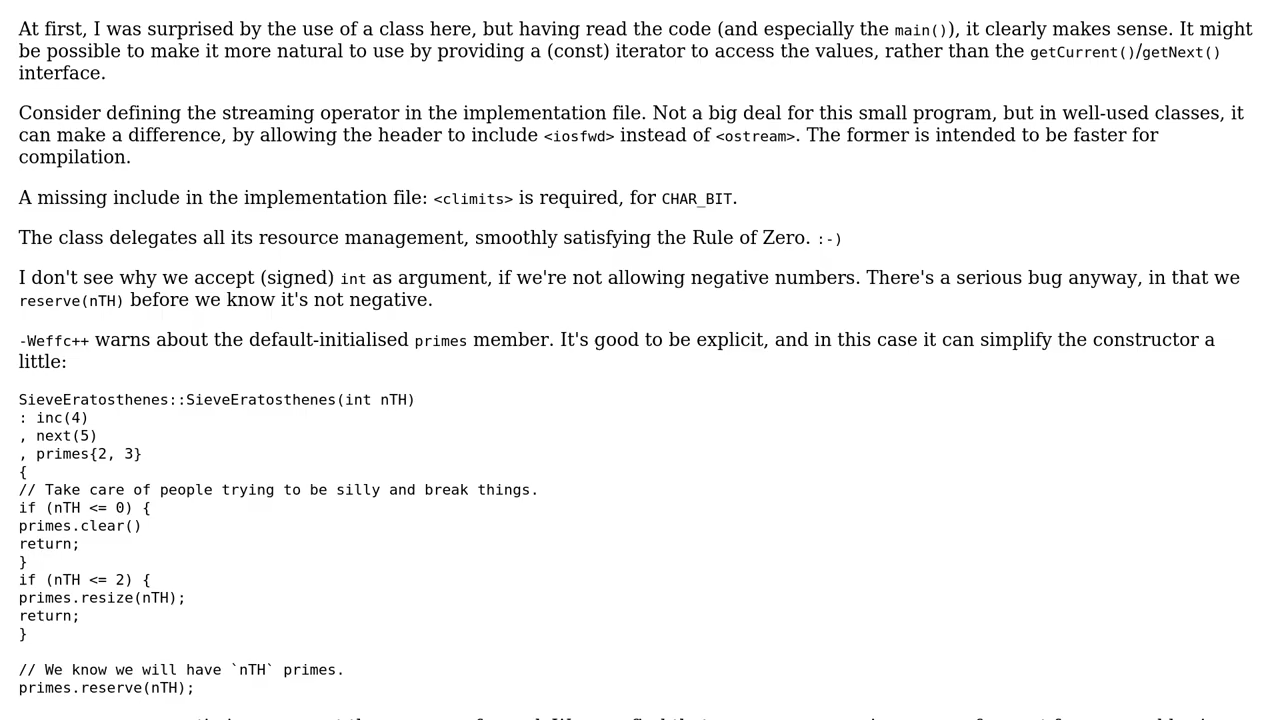 At first, I was surprised by the use of a class here, but having read the code (and especially the main()), it clearly makes sense. It might
be possible to make it more natural to use by providing a (const) iterator to access the values, rather than the getCurrent()/getNext()
interface.
Consider defining the streaming operator in the implementation file. Not a big deal for this small program, but in well-used classes, it
can make a difference, by allowing the header to include <iosfwd> instead of <ostream>. The former is intended to be faster for
compilation.
A missing include in the implementation file: <climits> is required, for CHAR_BIT.
The class delegates all its resource management, smoothly satisfying the Rule of Zero. :-)
I don't see why we accept (signed) int as argument, if we're not allowing negative numbers. There's a serious bug anyway, in that we
reserve(nTH) before we know it's not negative.
-Weffc++ warns about the default-initialised primes member. It's good to be explicit, and in this case it can simplify the constructor a
little:
SieveEratosthenes::SieveEratosthenes(int nTH)
: inc(4)
, next(5)
, primes{2, 3}
{
// Take care of people trying to be silly and break things.
if (nTH <= 0) {
primes.clear()
return;
}
if (nTH <= 2) {
primes.resize(nTH);
return;
}
// We know we will have `nTH` primes.
primes.reserve(nTH);